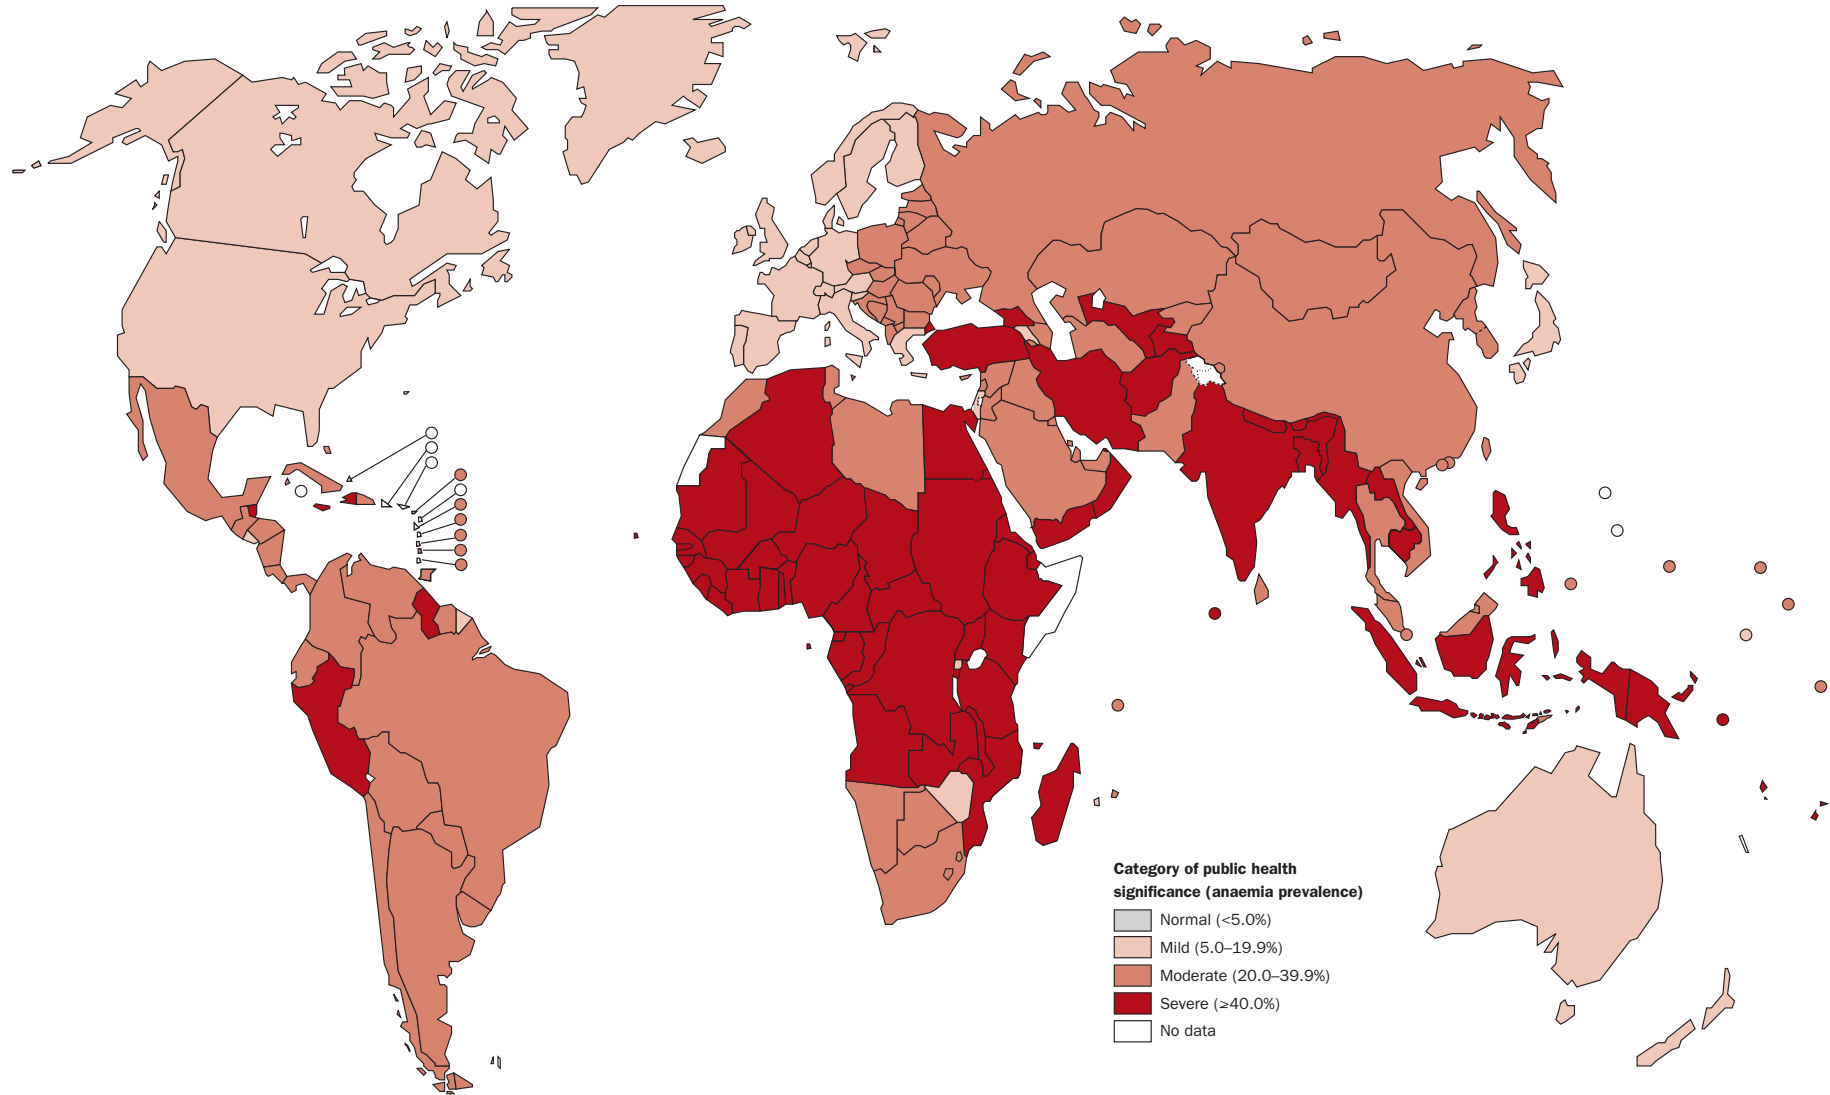 Category of public health
significance (anaemia prevalence)
Normal (<5.0%)
Mild (5.0–19.9%)
Moderate (20.0–39.9%)
Severe (≥40.0%)
No data